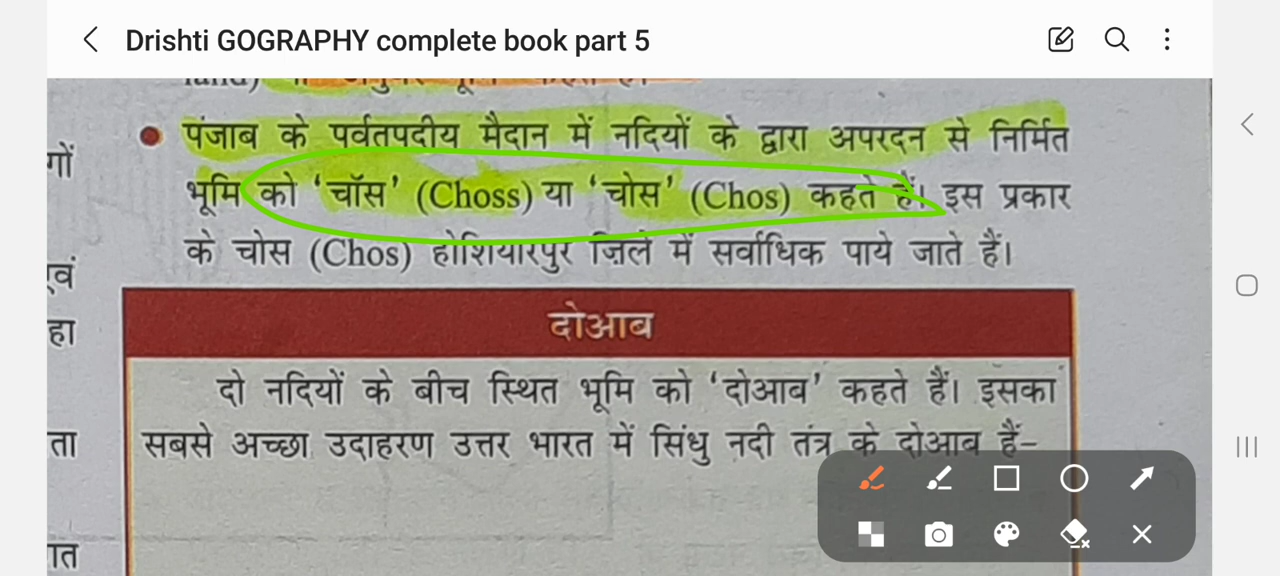 Drishti GOGRAPHY complete book part 5
पंजाब के पर्वतपदीय मैदान में नदियों के द्वारा अपरदन से निर्मित
गों
भूमि को 'चॉस' (Choss) या 'चोस' (Chos) कहते हैं। इस प्रकार
के चोस (Chos) होशियारपुर ज़िले में सर्वाधिक पाये जाते हैं।
एवं
हा
दोआब
दो नदियों के बीच स्थित भूमि को 'दोआब' कहते हैं। इसका
ता
सबसे अच्छा उदाहरण उत्तर भारत में सिंधु नदी तंत्र के दोआब हैं-